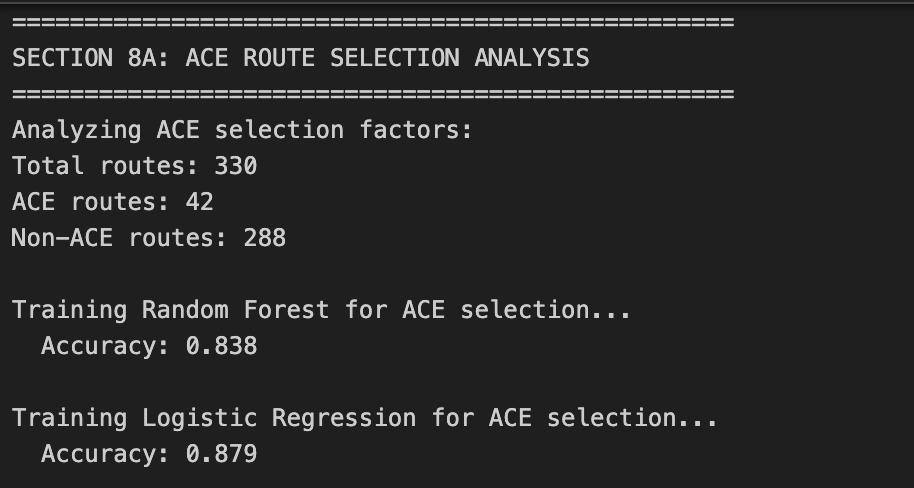 ==================================================
SECTION 8A: ACE ROUTE SELECTION ANALYSIS
==================================================
Analyzing ACE selection factors:
Total routes: 330
ACE routes: 42
Non-ACE routes: 288

Training Random Forest for ACE selection...
  Accuracy: 0.838

Training Logistic Regression for ACE selection...
  Accuracy: 0.879